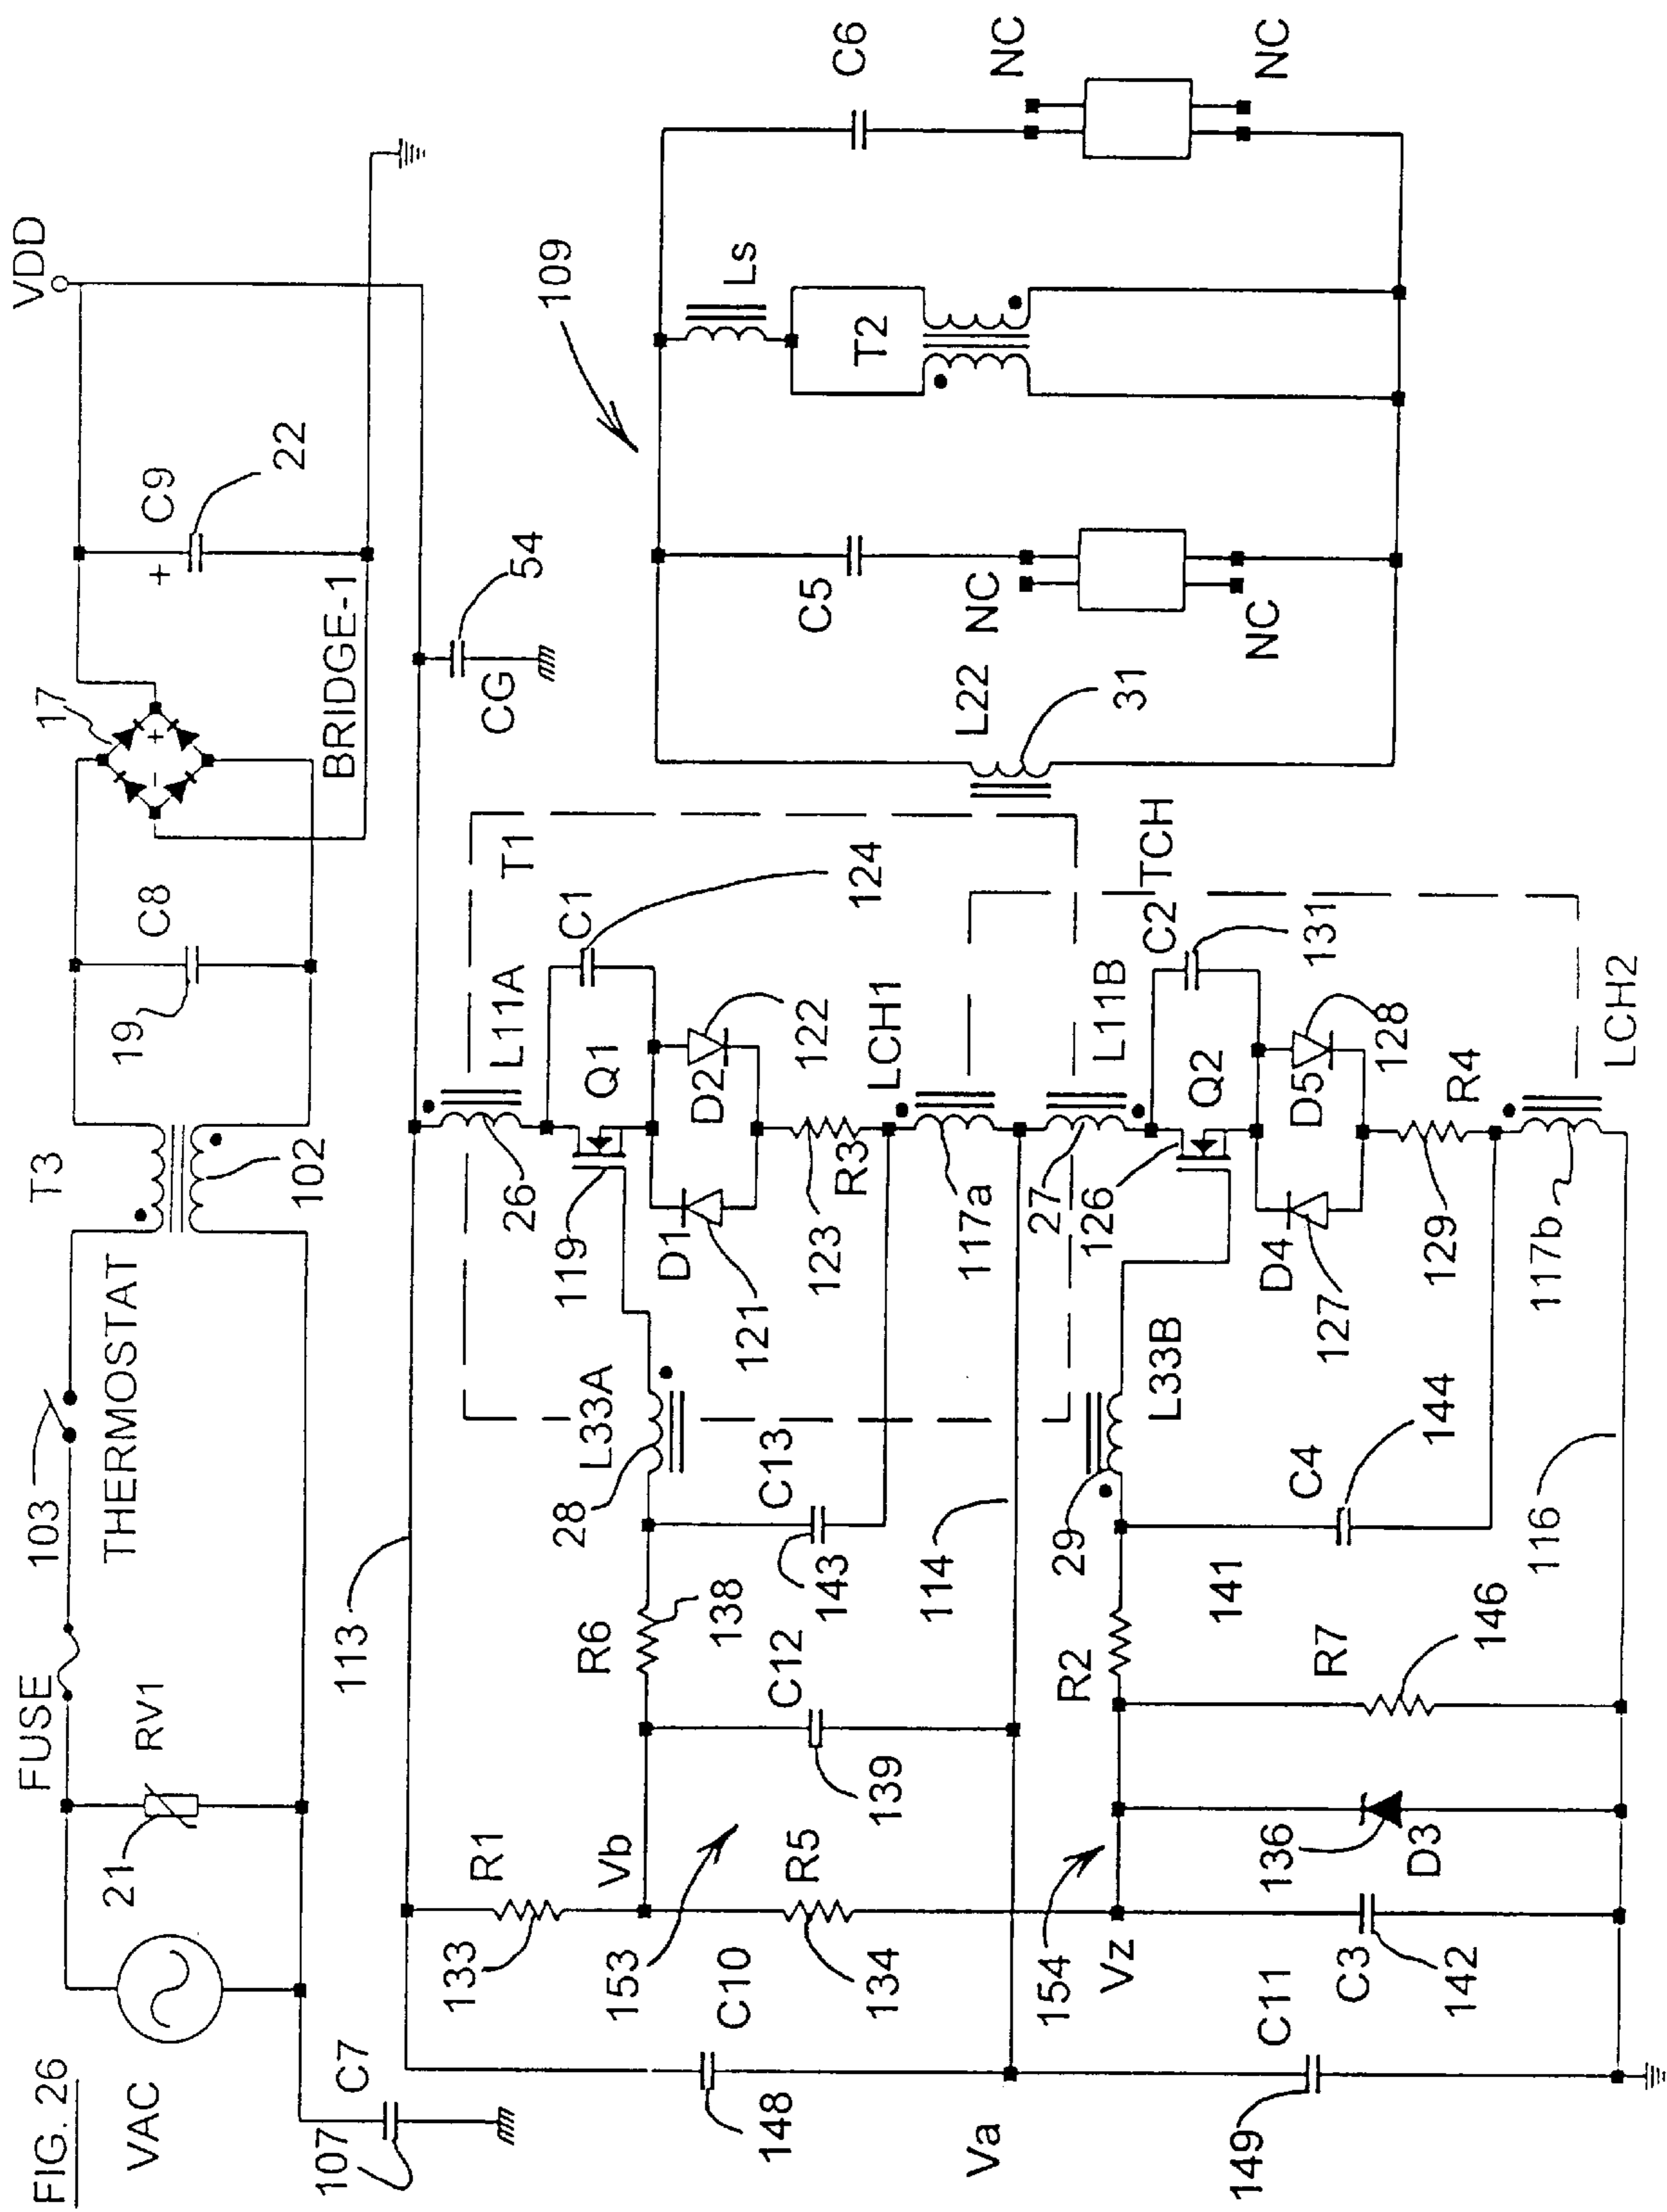 FIG. 26
VAC
107
C7
21
RV1
FUSE
103
THERMOSTAT
T3
102
19
C8
17
BRIDGE-1
+
-
+
C9
22
VDD
113
CG
54
109
148
C10
Va
133
R1
Vb
153
R5
134
R6
138
C12
139
C13
143
114
L33A
28
T1
L11A
26
119
Q1
C1
124
D1
121
D2
122
123
R3
LCH1
117a
TCH
L22
31
C5
NC
NC
T2
Ls
C6
NC
NC
149
C11
154
Vz
C3
142
136
D3
R2
141
R7
146
C4
144
116
29
L33B
27
L11B
126
Q2
C2
131
D4
127
D5
128
129
R4
117b
LCH2